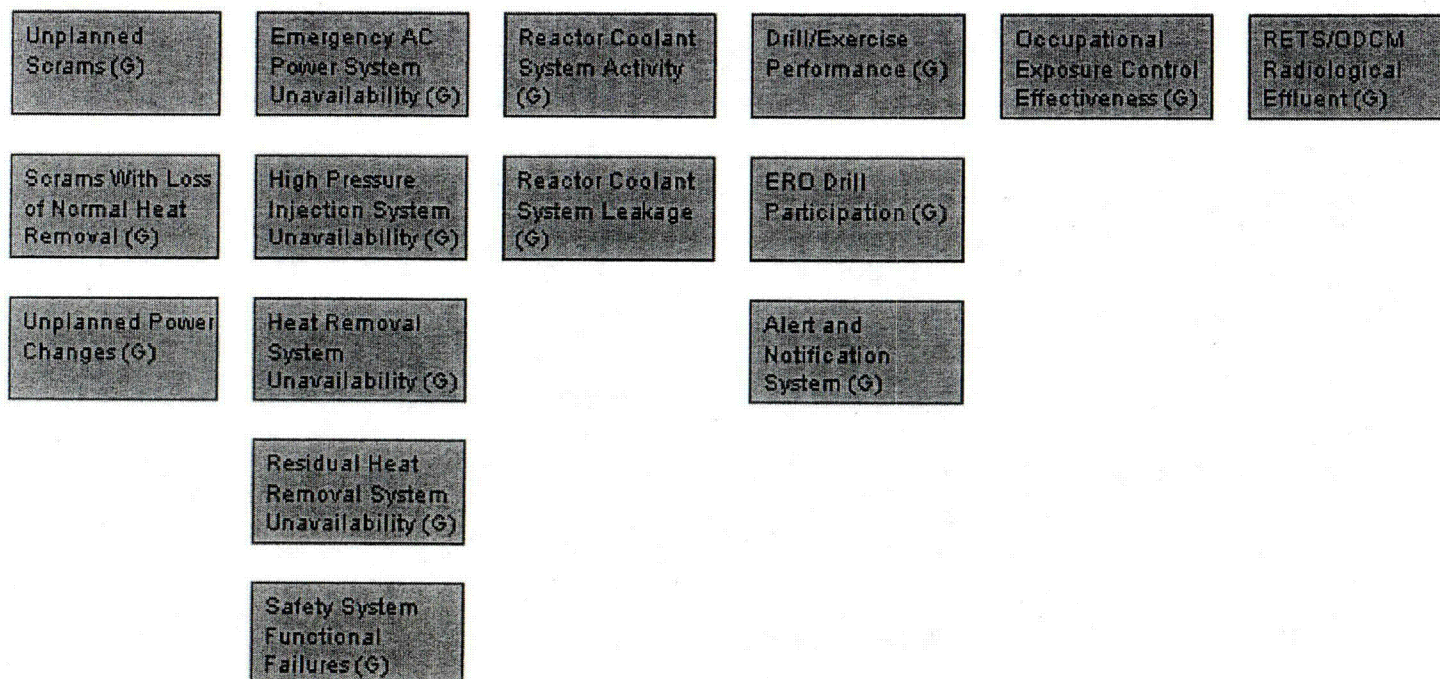 Unplanned
Scrams (G)
Emergency AC
Power System
Unavailability (G)
Reactor Coolant
System Activity
(G)
Drill/Exercise
Performance (G)
Occupational
Exposure Control
Effectiveness (G)
RETS/ODCM
Radiological
Effluent (G)
Scrams With Loss
of Normal Heat
Removal (G)
High Pressure
Injection System
Unavailability (G)
Reactor Coolant
System Leakage
(G)
ERO Drill
Participation (G)
Unplanned Power
Changes (G)
Heat Removal
System
Unavailability (G)
Alert and
Notification
System (G)
Residual Heat
Removal System
Unavailability (G)
Safety System
Functional
Failures (G)